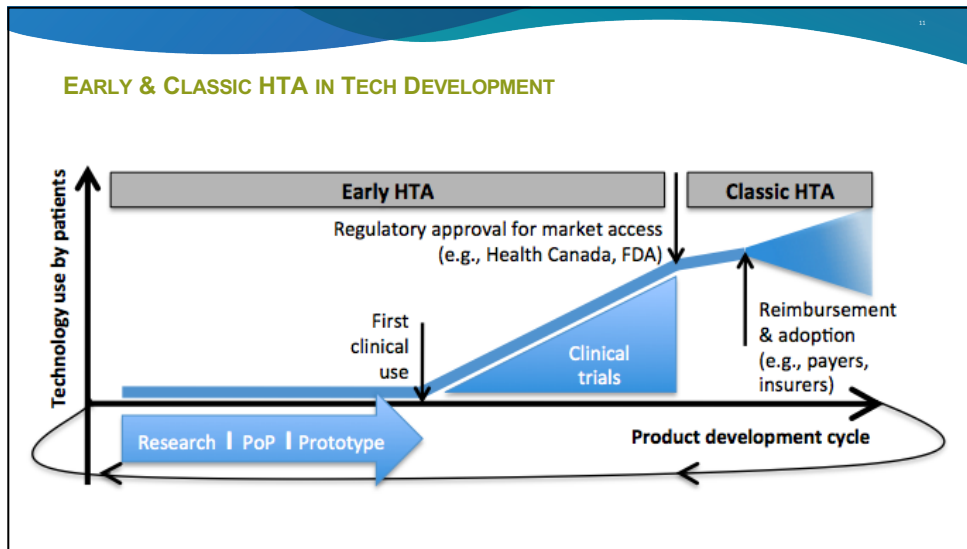 11
EARLY & CLASSIC HTA IN TECH DEVELOPMENT
Technology use by patients
Early HTA
Classic HTA
Regulatory approval for market access
(e.g., Health Canada, FDA)
First
clinical
use
Clinical
trials
Reimbursement
& adoption
(e.g., payers,
insurers)
Research I PoP I Prototype
Product development cycle